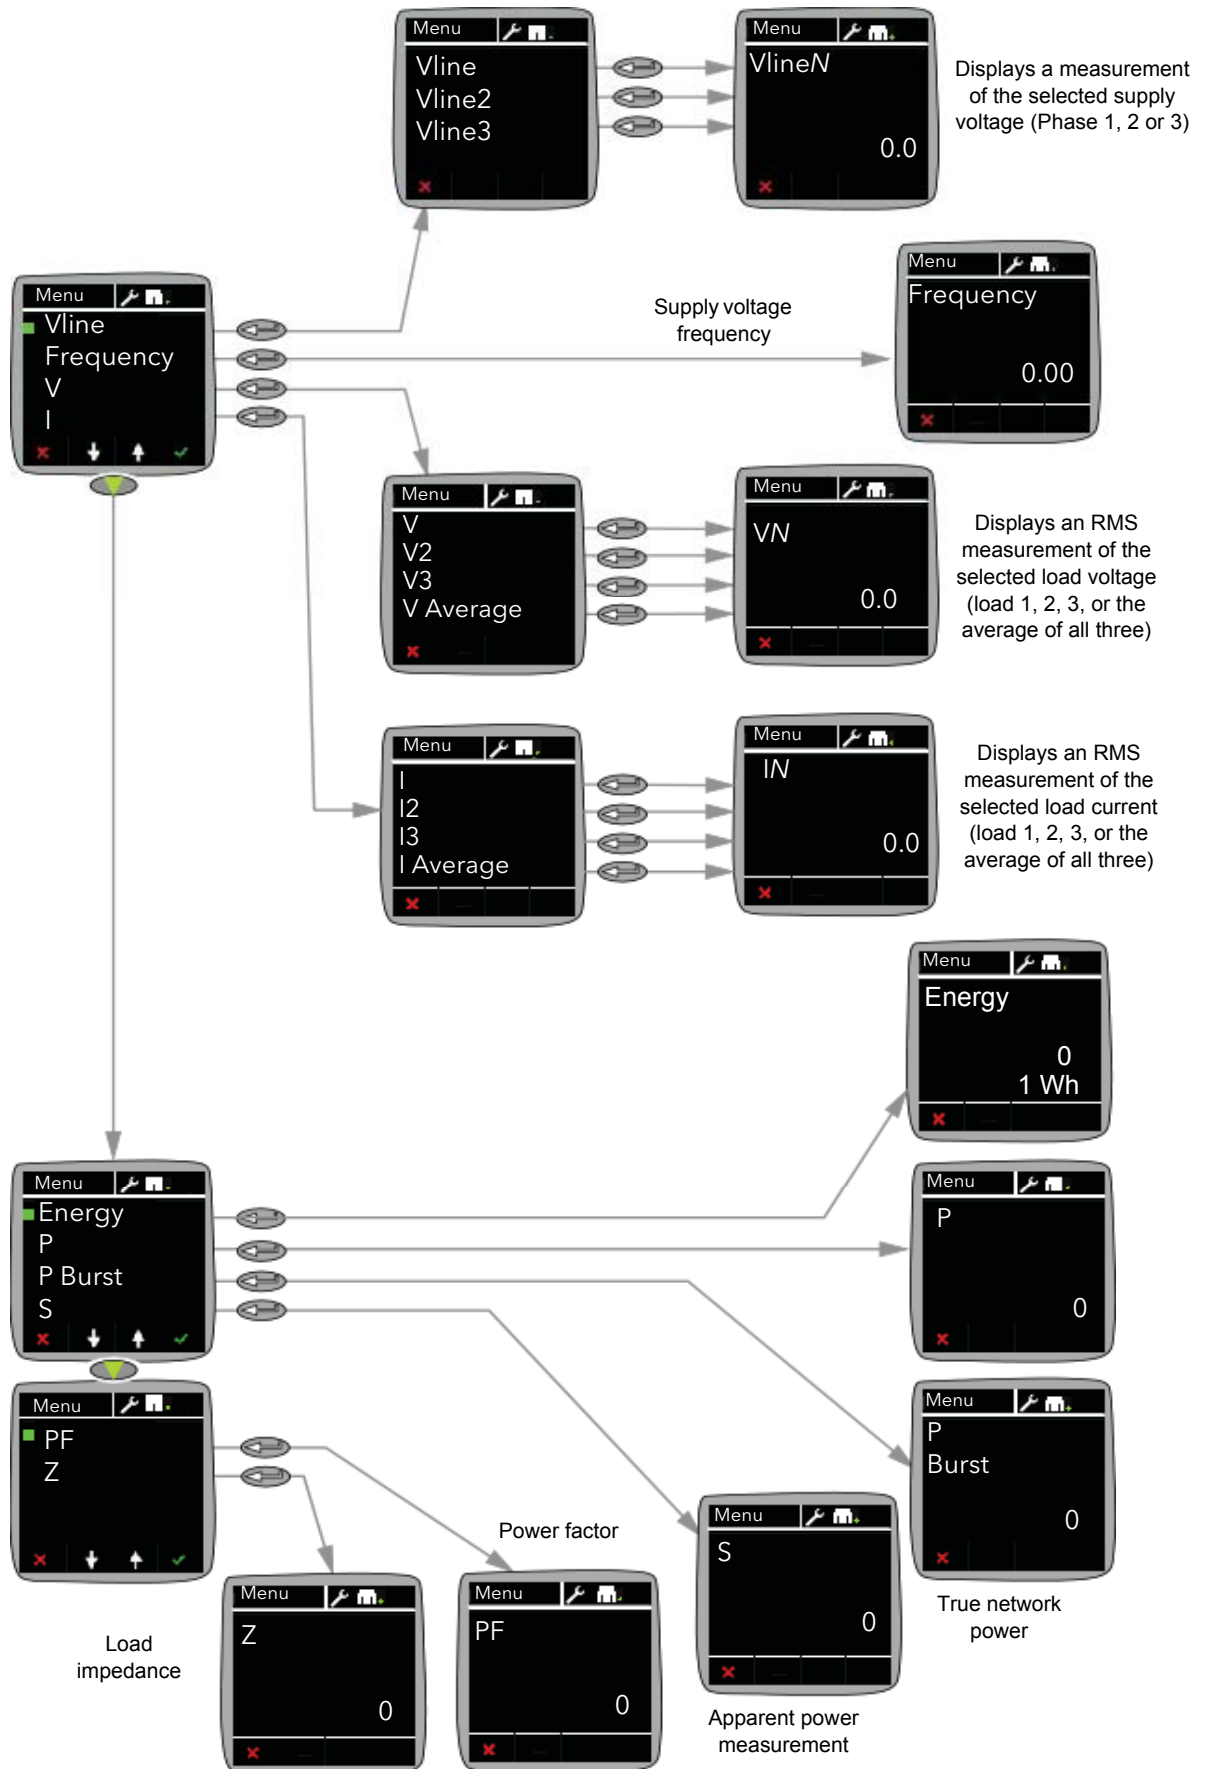 Menu
Vline
Vline2
Vline3
Menu
VlineN
0.0
Displays a measurement
of the selected supply
voltage (Phase 1, 2 or 3)
Menu
Vline
Frequency
V
I
Supply voltage
frequency
Menu
Frequency
0.00
Menu
V
V2
V3
V Average
Menu
VN
0.0
Displays an RMS
measurement of the
selected load voltage
(load 1, 2, 3, or the
average of all three)
Menu
I
I2
I3
I Average
Menu
IN
0.0
Displays an RMS
measurement of the
selected load current
(load 1, 2, 3, or the
average of all three)
Menu
Energy
0
1 Wh
Menu
Energy
P
P Burst
S
Menu
P
0
Menu
PF
Z
Menu
P
Burst
0
True network
power
Menu
S
0
Apparent power
measurement
Power factor
Menu
PF
0
Menu
Z
0
Load
impedance